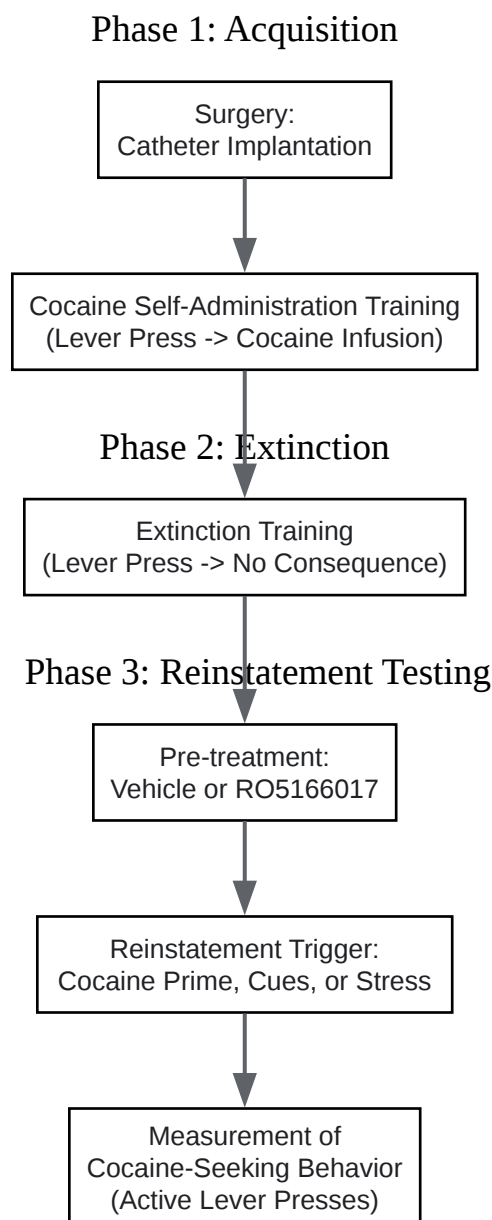 Phase 1: Acquisition
Surgery:
Catheter Implantation
Cocaine Self-Administration Training
(Lever Press -> Cocaine Infusion)
Phase 2: Extinction
Extinction Training
(Lever Press -> No Consequence)
Phase 3: Reinstatement Testing
Pre-treatment:
Vehicle or RO5166017
Reinstatement Trigger:
Cocaine Prime, Cues, or Stress
Measurement of
Cocaine-Seeking Behavior
(Active Lever Presses)